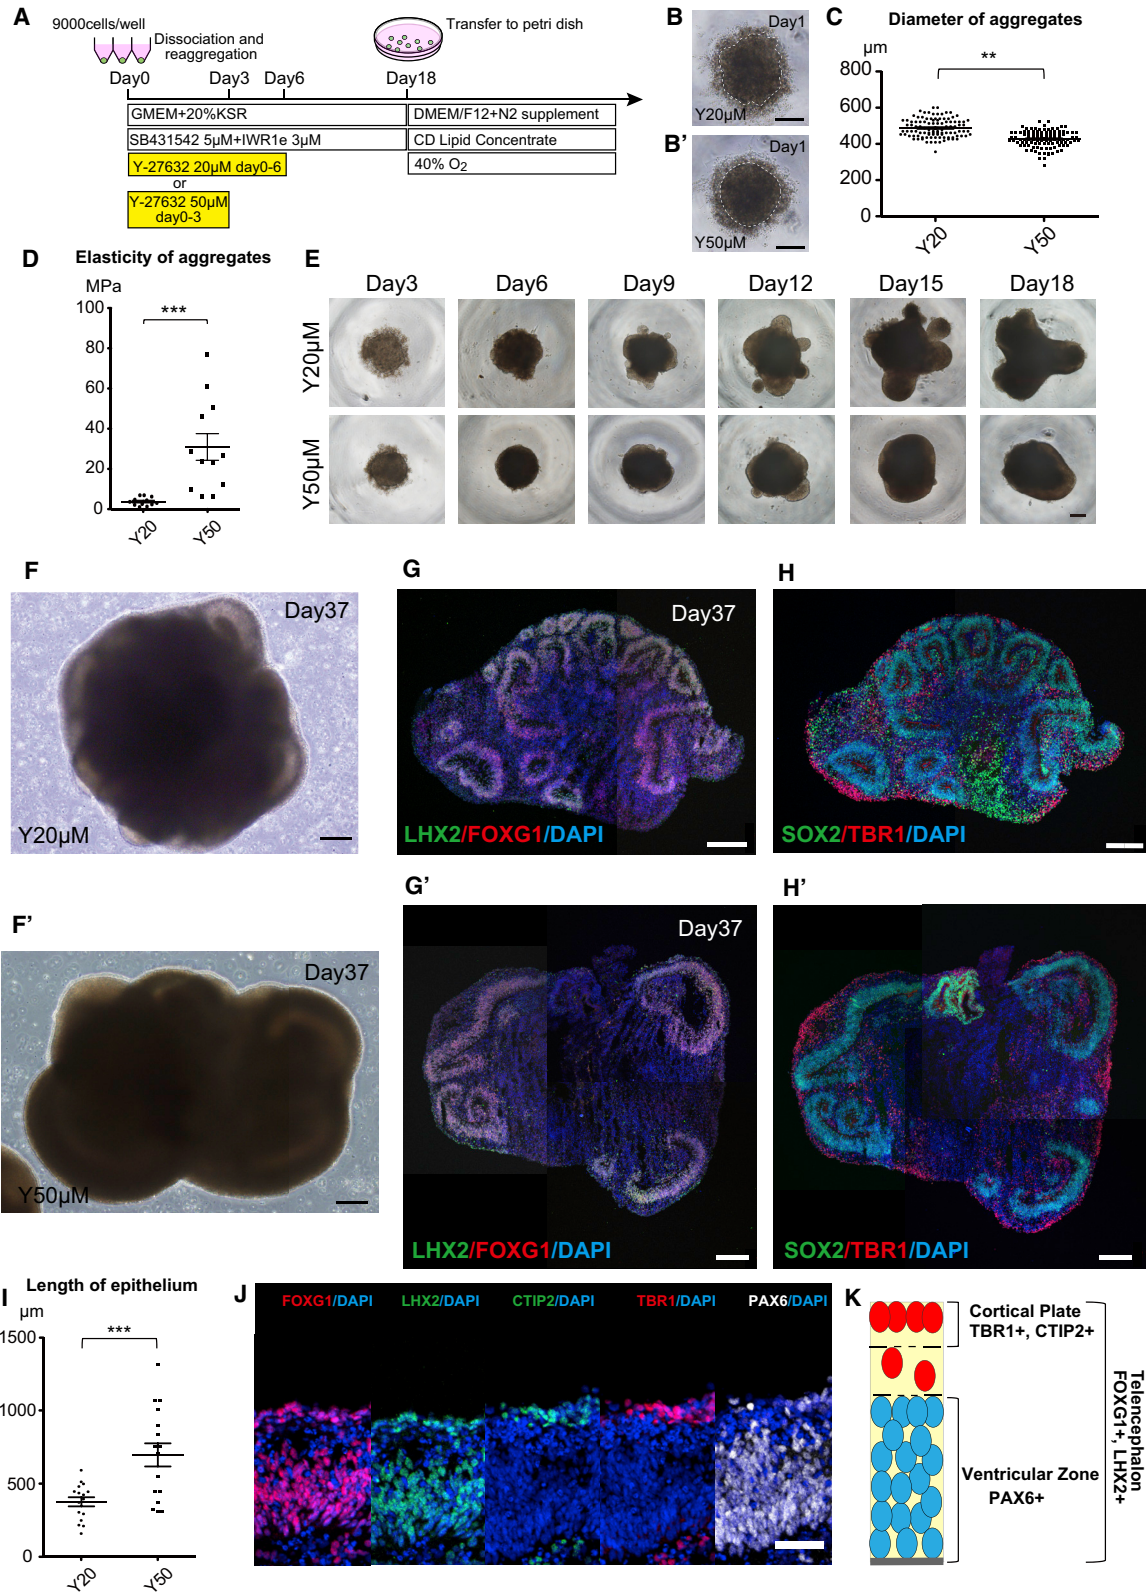 A
9000cells/well
Dissociation and
reaggregation
Transfer to petri dish
Day0
Day3
Day6
Day18
GMEM+20%KSR
DMEM/F12+N2 supplement
SB431542 5µM+IWR1e 3µM
CD Lipid Concentrate
Y-27632 20µM day0-6
40% O2
or
Y-27632 50µM
day0-3
B
Day1
Y20µM
B'
Day1
Y50µM
C
Diameter of aggregates
µm
**
800
600
400
200
0
Y20
Y50
D
Elasticity of aggregates
MPa
***
100
80
60
40
20
0
Y20
Y50
E
Day3
Day6
Day9
Day12
Day15
Day18
Y20µM
Y50µM
F
Day37
Y20µM
G
Day37
LHX2/FOXG1/DAPI
H
SOX2/TBR1/DAPI
F'
Day37
Y50µM
G'
Day37
LHX2/FOXG1/DAPI
H'
SOX2/TBR1/DAPI
I
Length of epithelium
µm
***
1500
1000
500
0
Y20
Y50
J
FOXG1/DAPI
LHX2/DAPI
CTIP2/DAPI
TBR1/DAPI
PAX6/DAPI
K
Cortical Plate
TBR1+, CTIP2+
Ventricular Zone
PAX6+
Telencephalon
FOXG1+, LHX2+